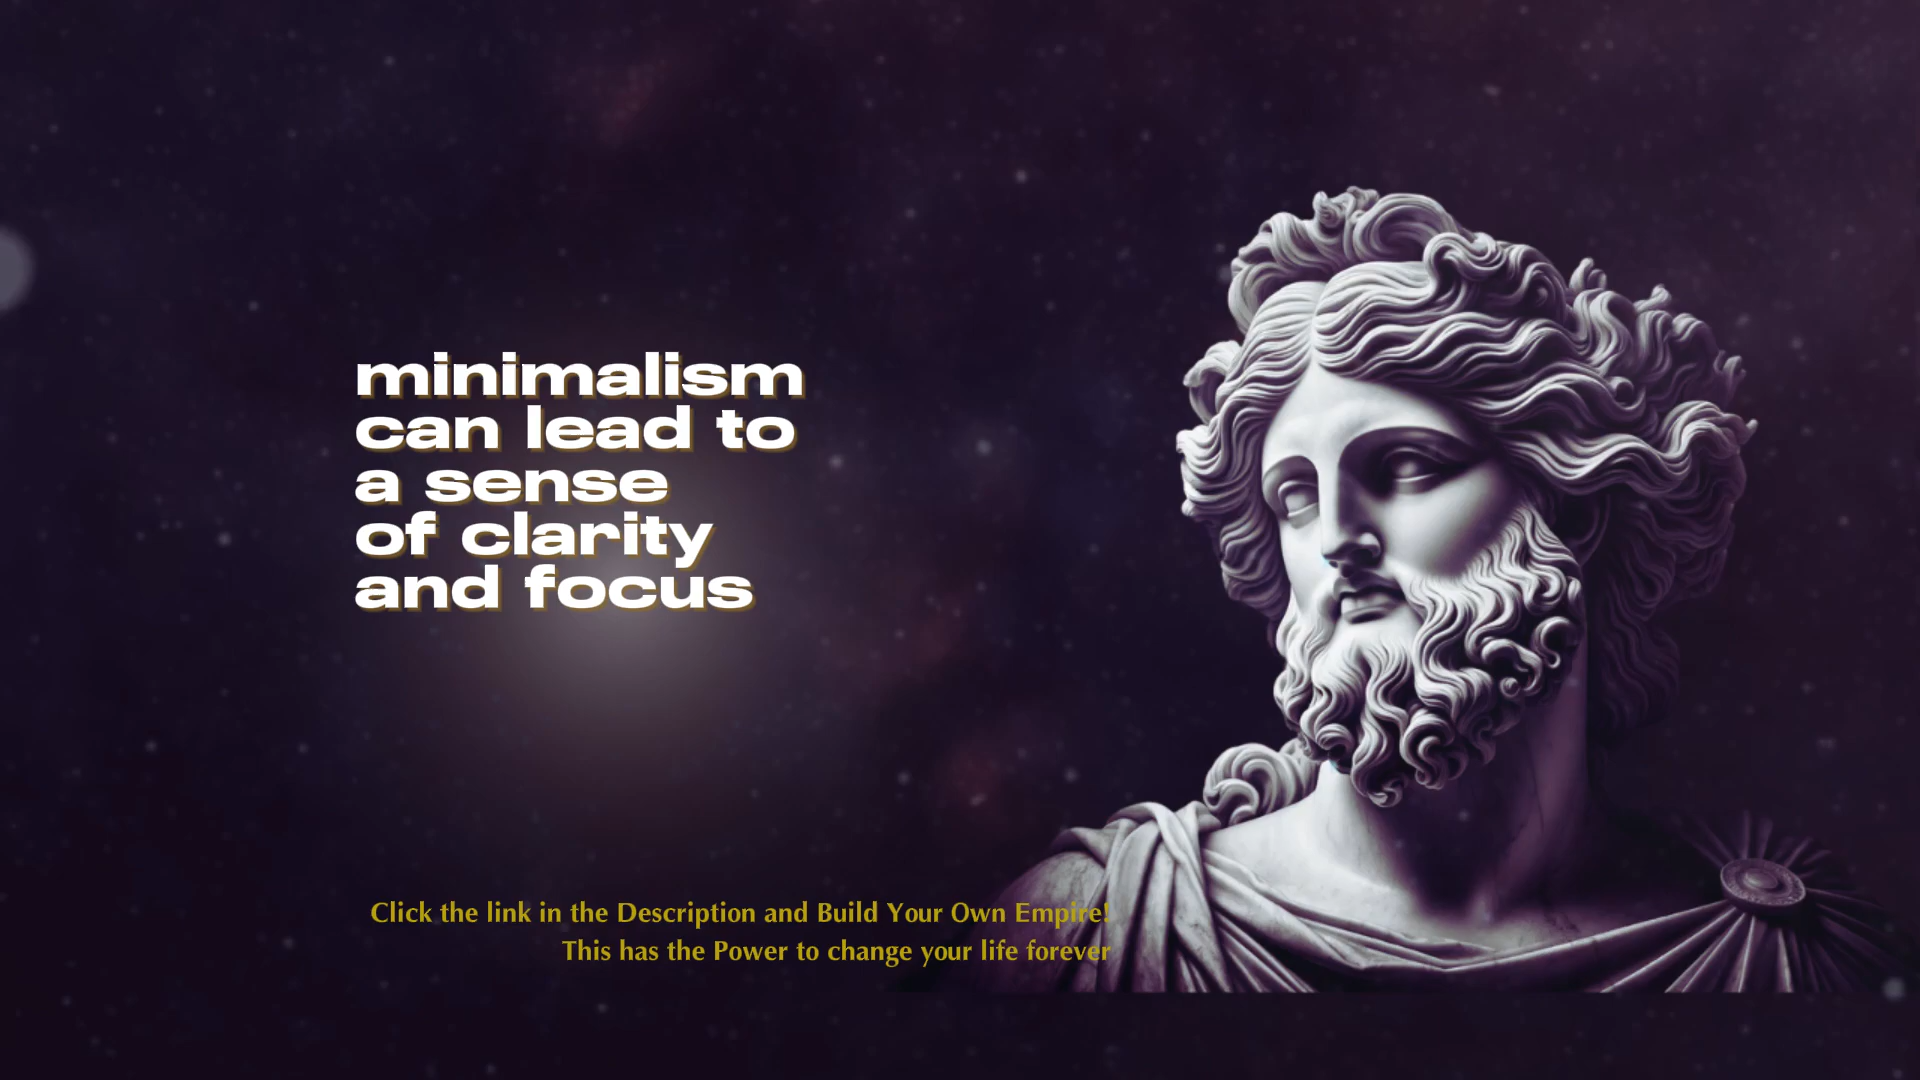 minimalism
can lead to
a sense
of clarity
and focus
Click the link in the Description and Build Your Own Empire!
This has the Power to change your life forever